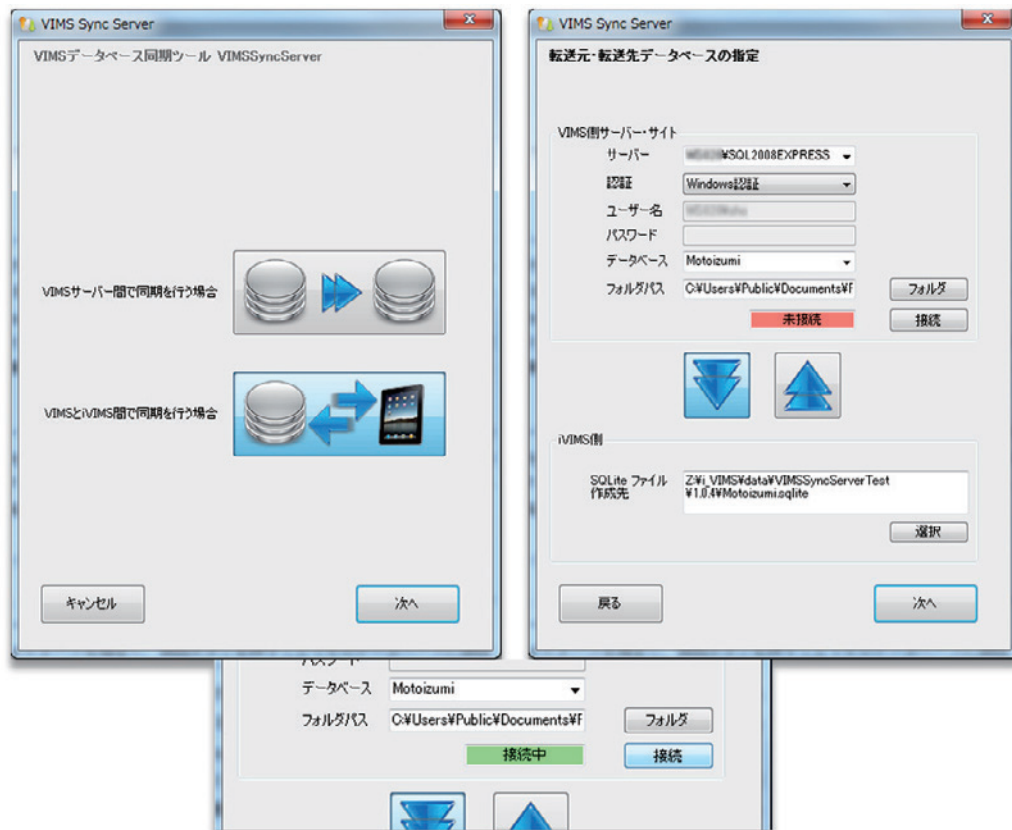 VIMS Sync Server
VIMSデータベース同期ツール VIMSSyncServer
VIMSサーバー間で同期を行う場合
VIMSとiVIMS間で同期を行う場合
キャンセル
次へ
VIMS Sync Server
転送元・転送先データベースの指定
VIMS側サーバー・サイト
サーバー
¥SQL2008EXPRESS
認証
Windows認証
ユーザー名
パスワード
データベース
Motoizumi
フォルダパス
C:¥Users¥Public¥Documents¥F
フォルダ
未接続
接続
iVIMS側
SQLite ファイル
作成先
Z:¥i_VIMS¥data¥VIMSSyncServerTest
¥1.0.4¥Motoizumi.sqlite
選択
戻る
次へ
パスワード
データベース
Motoizumi
フォルダパス
C:¥Users¥Public¥Documents¥F
フォルダ
接続中
接続